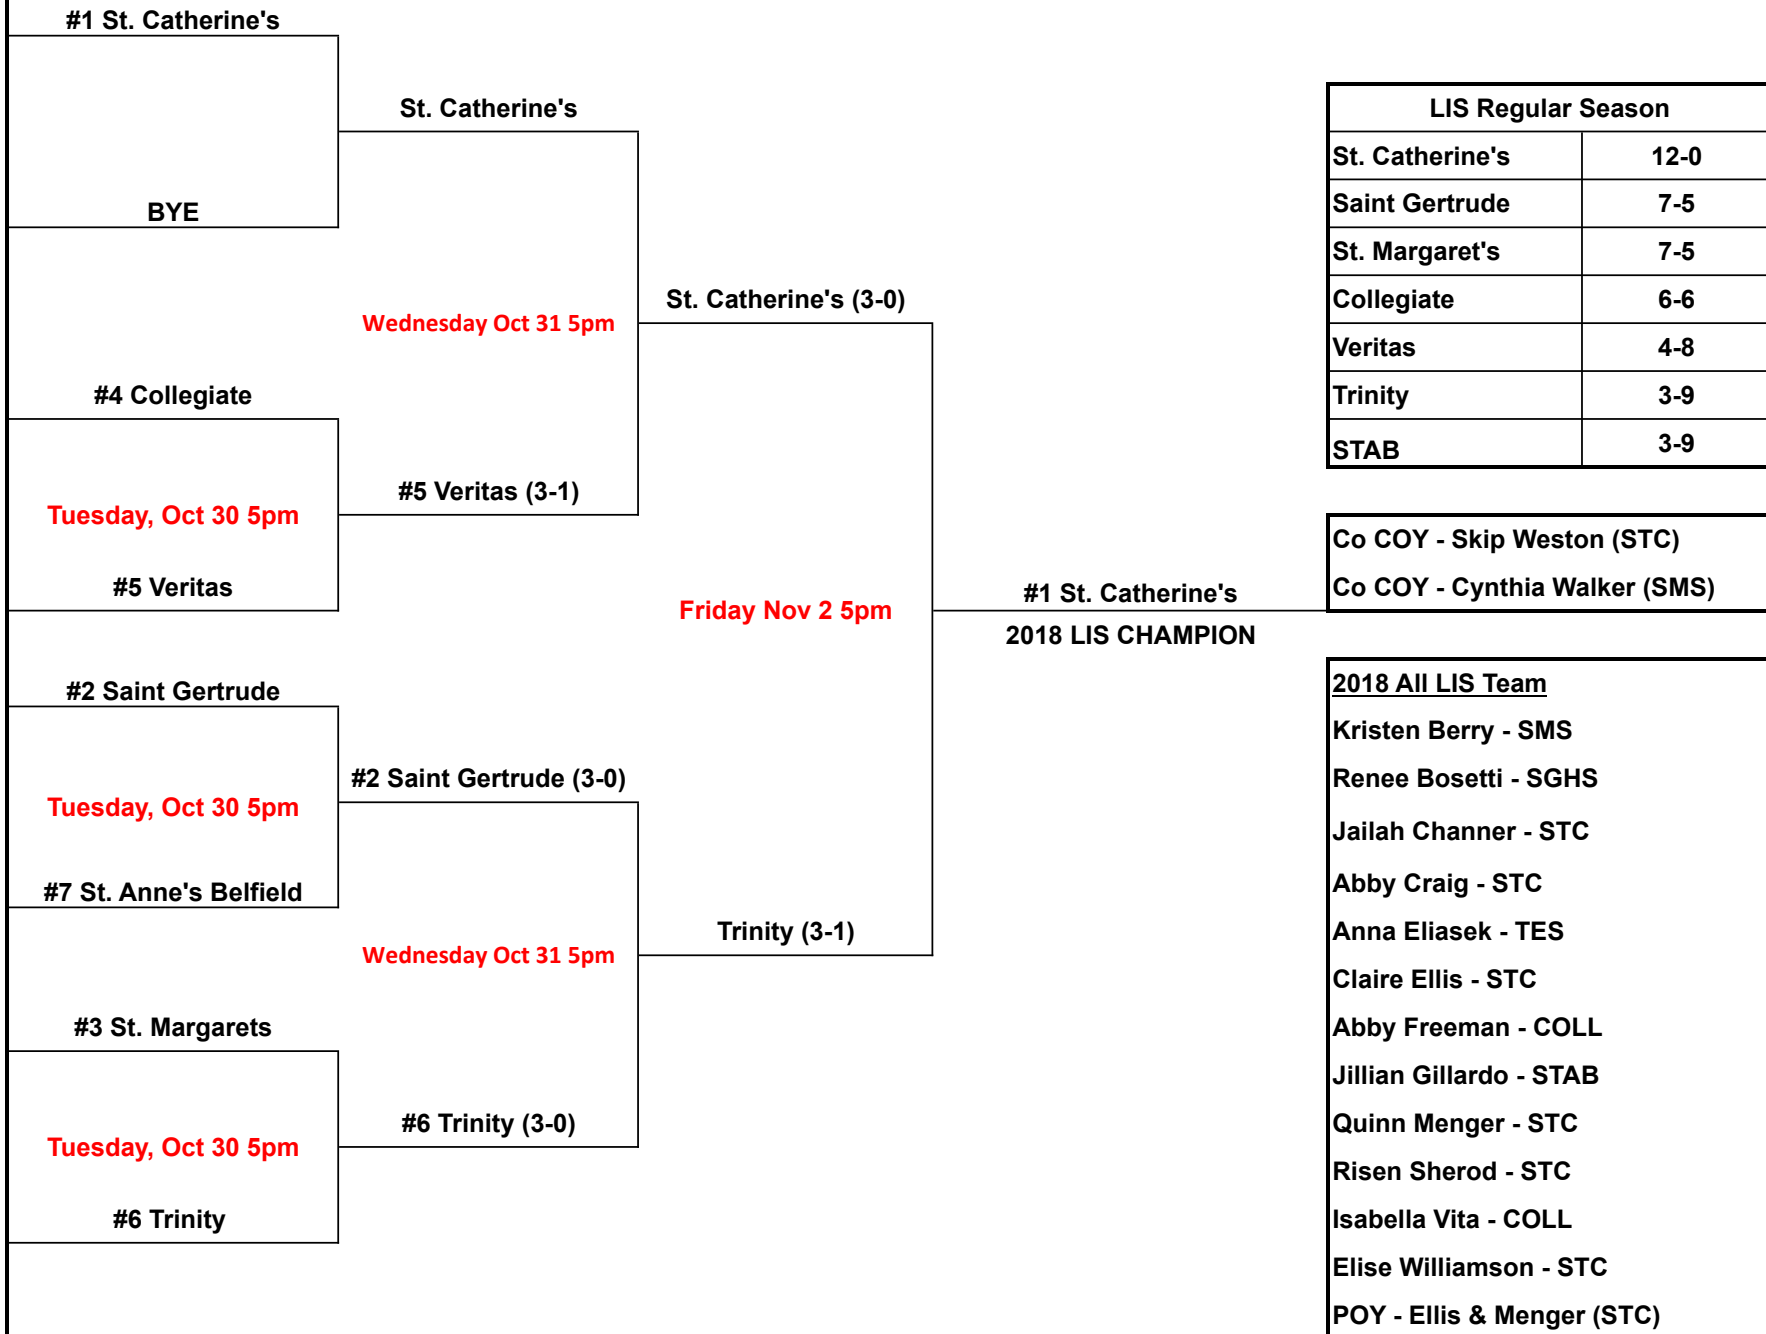 #1 St. Catherine's
St. Catherine's
BYE
Wednesday Oct 31 5pm
St. Catherine's (3-0)
#4 Collegiate
Tuesday, Oct 30 5pm
#5 Veritas (3-1)
#5 Veritas
Friday Nov 2 5pm
#1 St. Catherine's
2018 LIS CHAMPION
#2 Saint Gertrude
Tuesday, Oct 30 5pm
#2 Saint Gertrude (3-0)
#7 St. Anne's Belfield
Wednesday Oct 31 5pm
Trinity (3-1)
#3 St. Margarets
Tuesday, Oct 30 5pm
#6 Trinity (3-0)
#6 Trinity
LIS Regular Season
St. Catherine's 12-0
Saint Gertrude 7-5
St. Margaret's 7-5
Collegiate 6-6
Veritas 4-8
Trinity 3-9
STAB 3-9
Co COY - Skip Weston (STC)
Co COY - Cynthia Walker (SMS)
2018 All LIS Team
Kristen Berry - SMS
Renee Bosetti - SGHS
Jailah Channer - STC
Abby Craig - STC
Anna Eliasek - TES
Claire Ellis - STC
Abby Freeman - COLL
Jillian Gillardo - STAB
Quinn Menger - STC
Risen Sherod - STC
Isabella Vita - COLL
Elise Williamson - STC
POY - Ellis & Menger (STC)